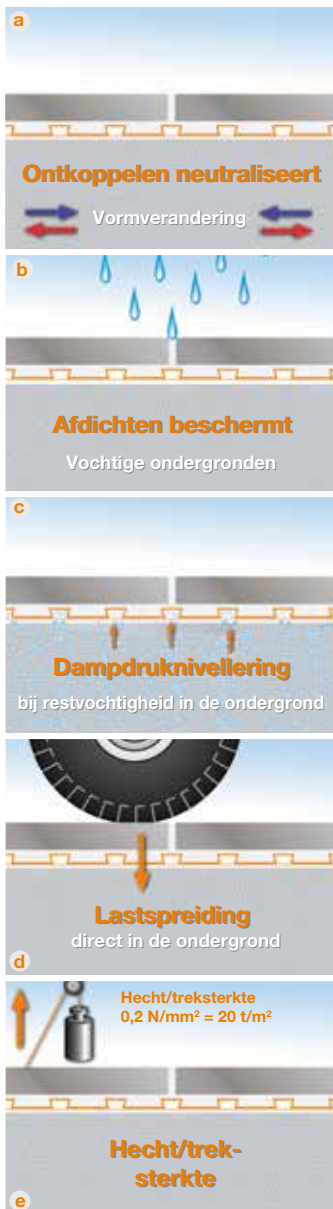 a
Ontkoppelen neutraliseert
Vormverandering
b
Afdichten beschermt
Vochtige ondergronden
c
Dampdruknivellering
bij restvochtigheid in de ondergrond
Lastspreiding
direct in de ondergrond
d
Hecht/treksterkte
0,2 N/mm² = 20 t/m²
Hecht/trek-
sterkte
e